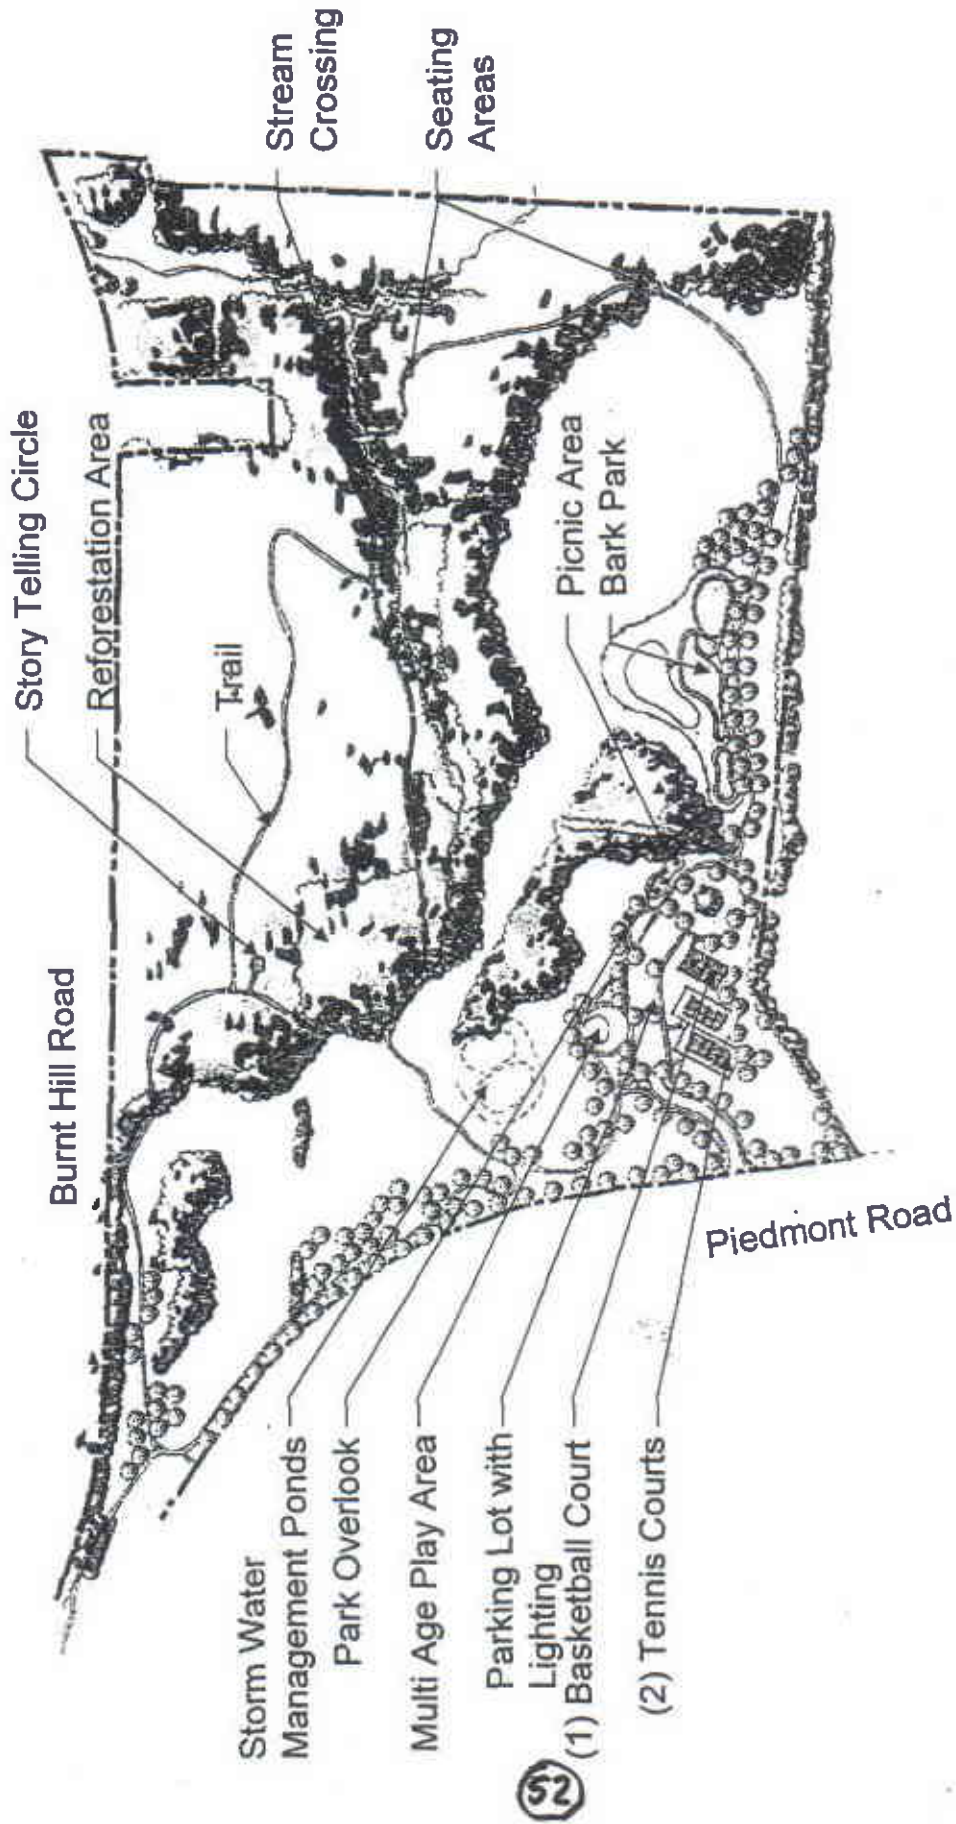 Story Telling Circle
Reforestation Area
Trail
Burnt Hill Road
Stream
Crossing
Seating
Areas
Picnic Area
Bark Park
Piedmont Road
Storm Water
Management Ponds
Park Overlook
Multi Age Play Area
Parking Lot with
Lighting
(1) Basketball Court
(2) Tennis Courts
52